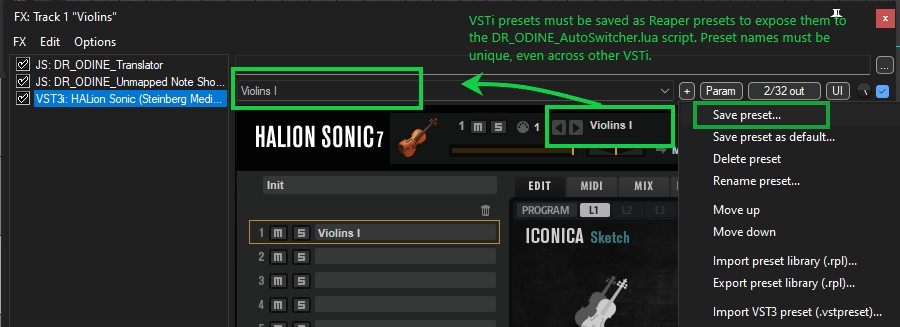 FX: Track 1 "Violins"
VSTi presets must be saved as Reaper presets to expose them to
the DR_ODINE_AutoSwitcher.lua script. Preset names must be
unique, even across other VSTi.
FX Edit Options
JS: DR_ODINE_Translator
JS: DR_ODINE_Unmapped Note Sho...
VST3i: HALion Sonic (Steinberg Medi...
...
Violins I
+ Param 2/32 out UI
HALION SONIC 7
1 M S 1 Violins I
M
Init
1 M S Violins I
2 M S
3 M S
4 M S
EDIT MIDI MIX
PROGRAM L1 L2 L3
ICONICA Sketch
Save preset...
Save preset as default...
Delete preset
Rename preset...
Move up
Move down
Import preset library (.rpl)...
Export preset library (.rpl)...
Import VST3 preset (.vstpreset)...